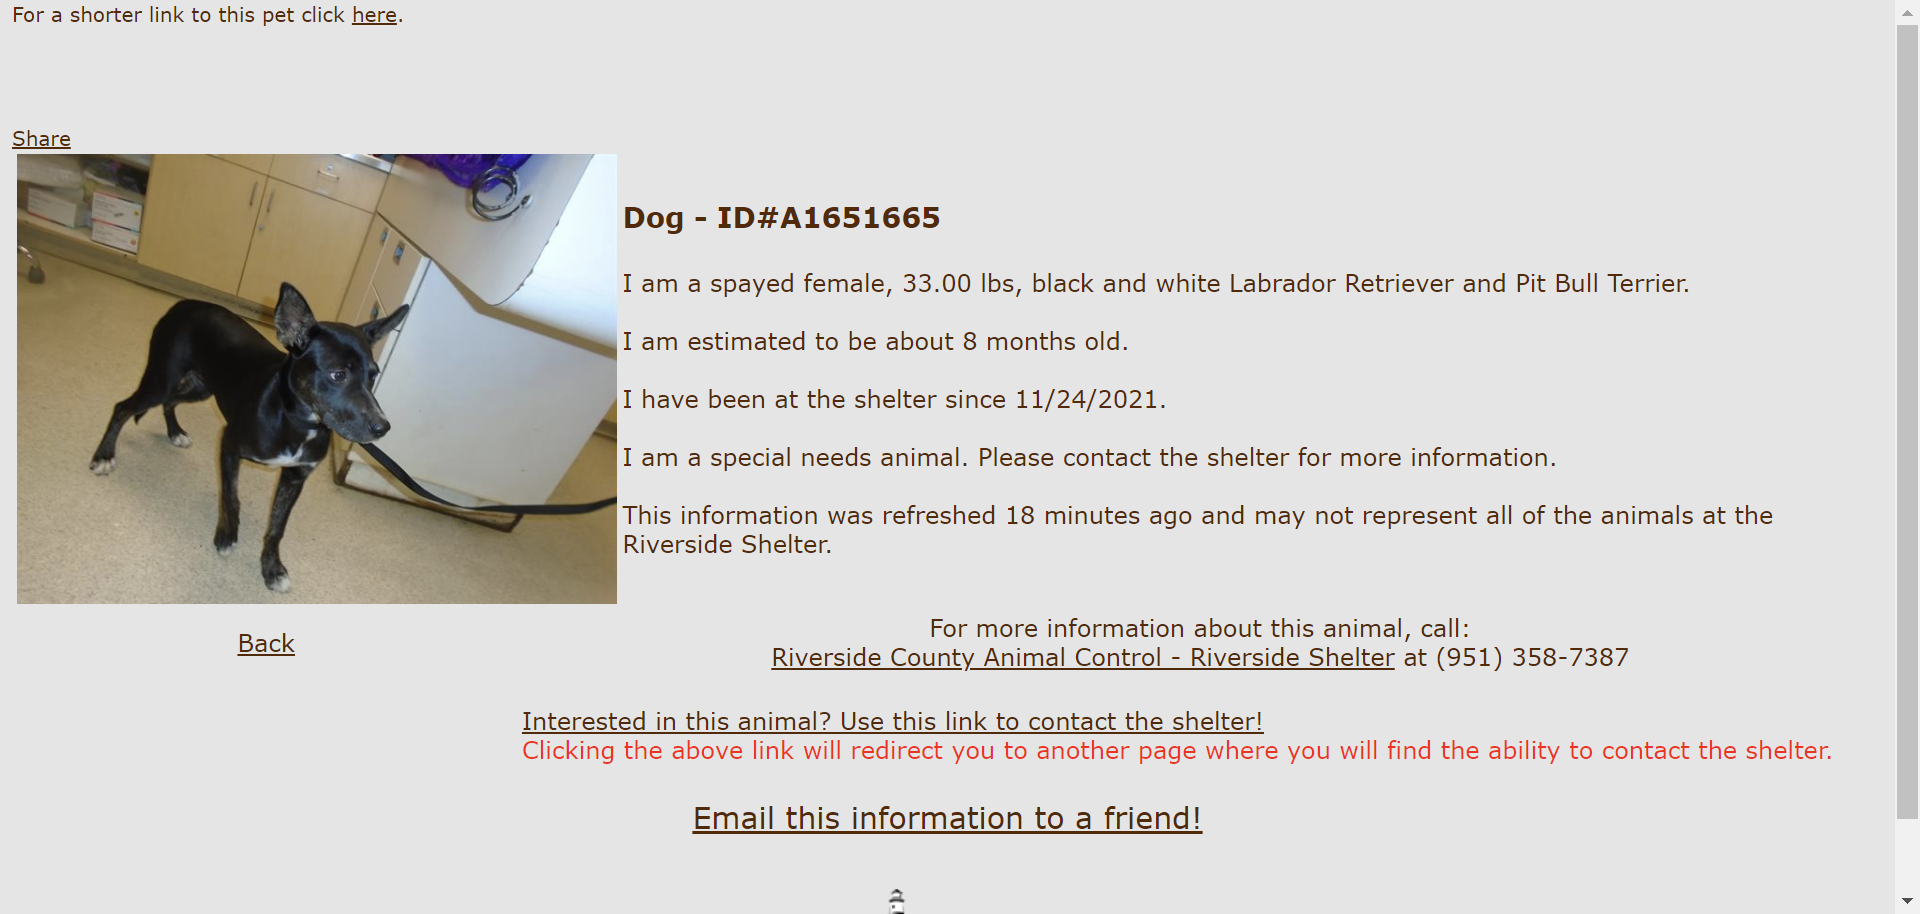 For a shorter link to this pet click here.
Share
Dog - ID#A1651665
I am a spayed female, 33.00 lbs, black and white Labrador Retriever and Pit Bull Terrier.
I am estimated to be about 8 months old.
I have been at the shelter since 11/24/2021.
I am a special needs animal. Please contact the shelter for more information.
This information was refreshed 18 minutes ago and may not represent all of the animals at the
Riverside Shelter.
Back
For more information about this animal, call:
Riverside County Animal Control - Riverside Shelter at (951) 358-7387
Interested in this animal? Use this link to contact the shelter!
Clicking the above link will redirect you to another page where you will find the ability to contact the shelter.
Email this information to a friend!